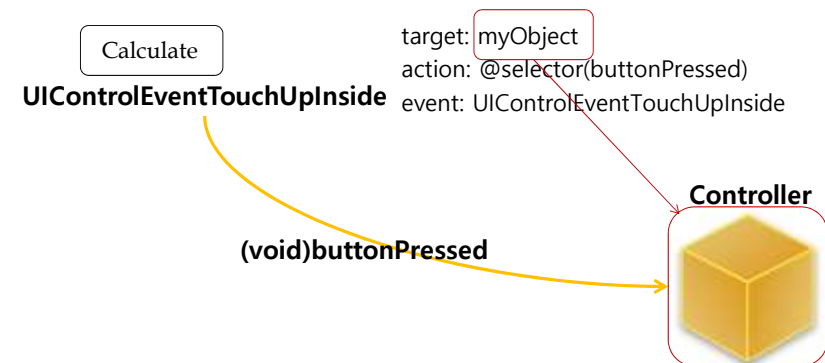 Calculate
UIControlEventTouchUpInside
target: myObject
action: @selector(buttonPressed)
event: UIControlEventTouchUpInside
Controller
(void)buttonPressed